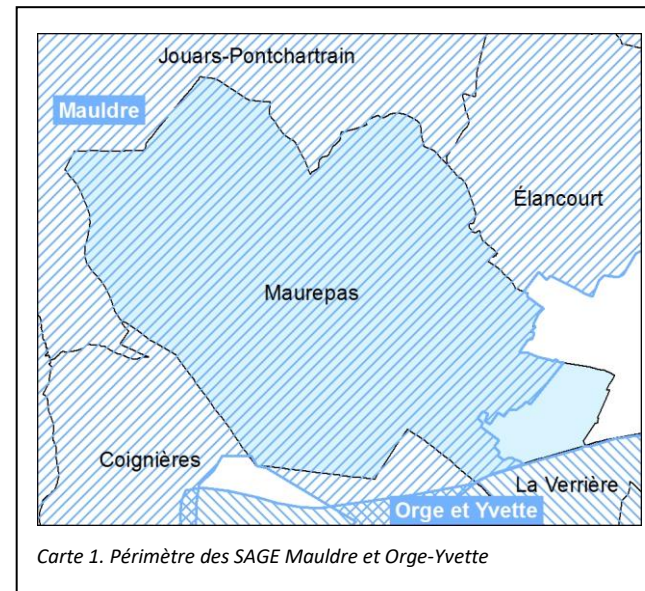 Jouars-Pontchartrain
Mauldre
Élancourt
Maurepas
Coignières
La Verrière
Orge et Yvette
Carte 1. Périmètre des SAGE Mauldre et Orge-Yvette